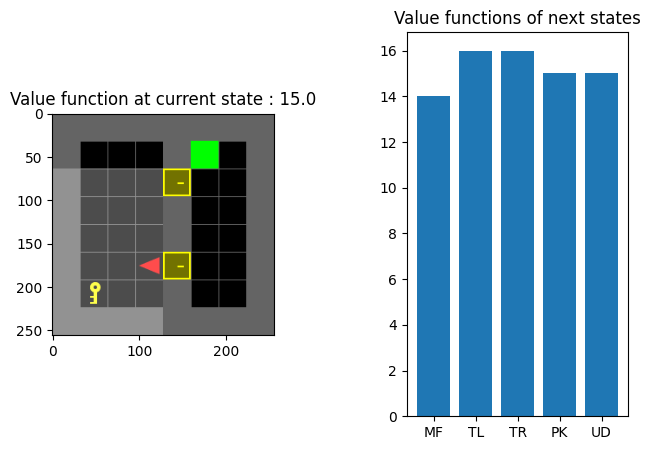 Value functions of next states
Value function at current state : 15.0
0
50
100
150
200
250
0
100
200
16
14
12
10
8
6
4
2
0
MF
TL
TR
PK
UD